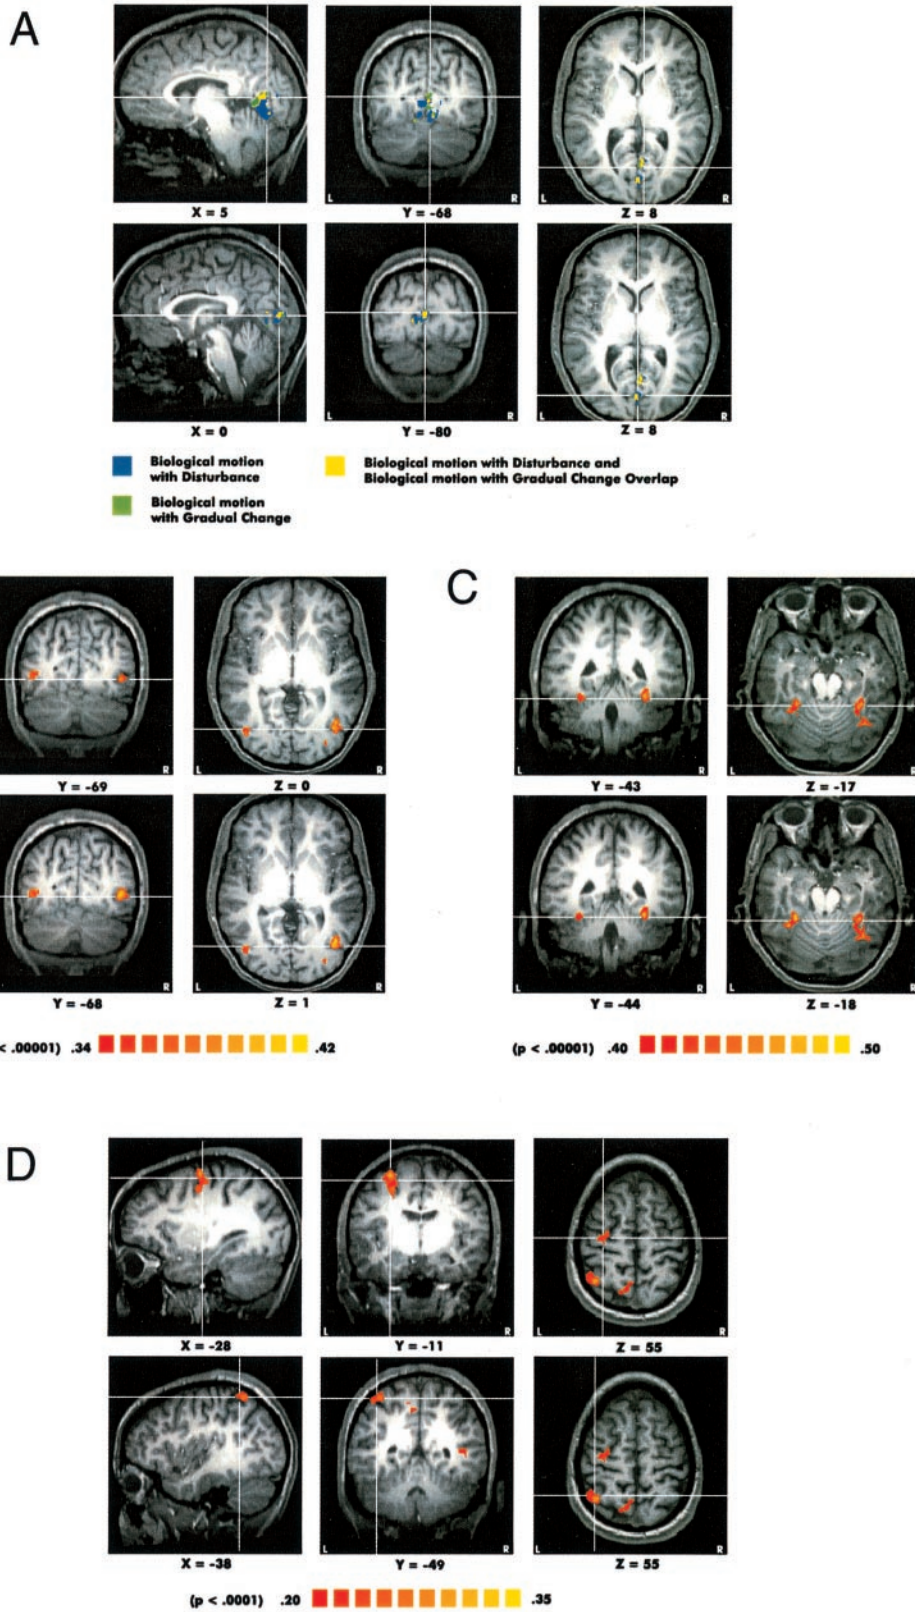 A
L R L R
X = 5 Y = -68 Z = 8
L R L R
X = 0 Y = -80 Z = 8
Biological motion
with Disturbance
Biological motion with Disturbance and
Biological motion with Gradual Change Overlap
Biological motion
with Gradual Change
R L R
Y = -69 Z = 0
R L R
Y = -68 Z = 1
< .00001) .34 .42
C
L R L R
Y = -43 Z = -17
L R L R
Y = -44 Z = -18
(p < .00001) .40 .50
D
L R L R
X = -28 Y = -11 Z = 55
L R L R
X = -38 Y = -49 Z = 55
(p < .0001) .20 .35